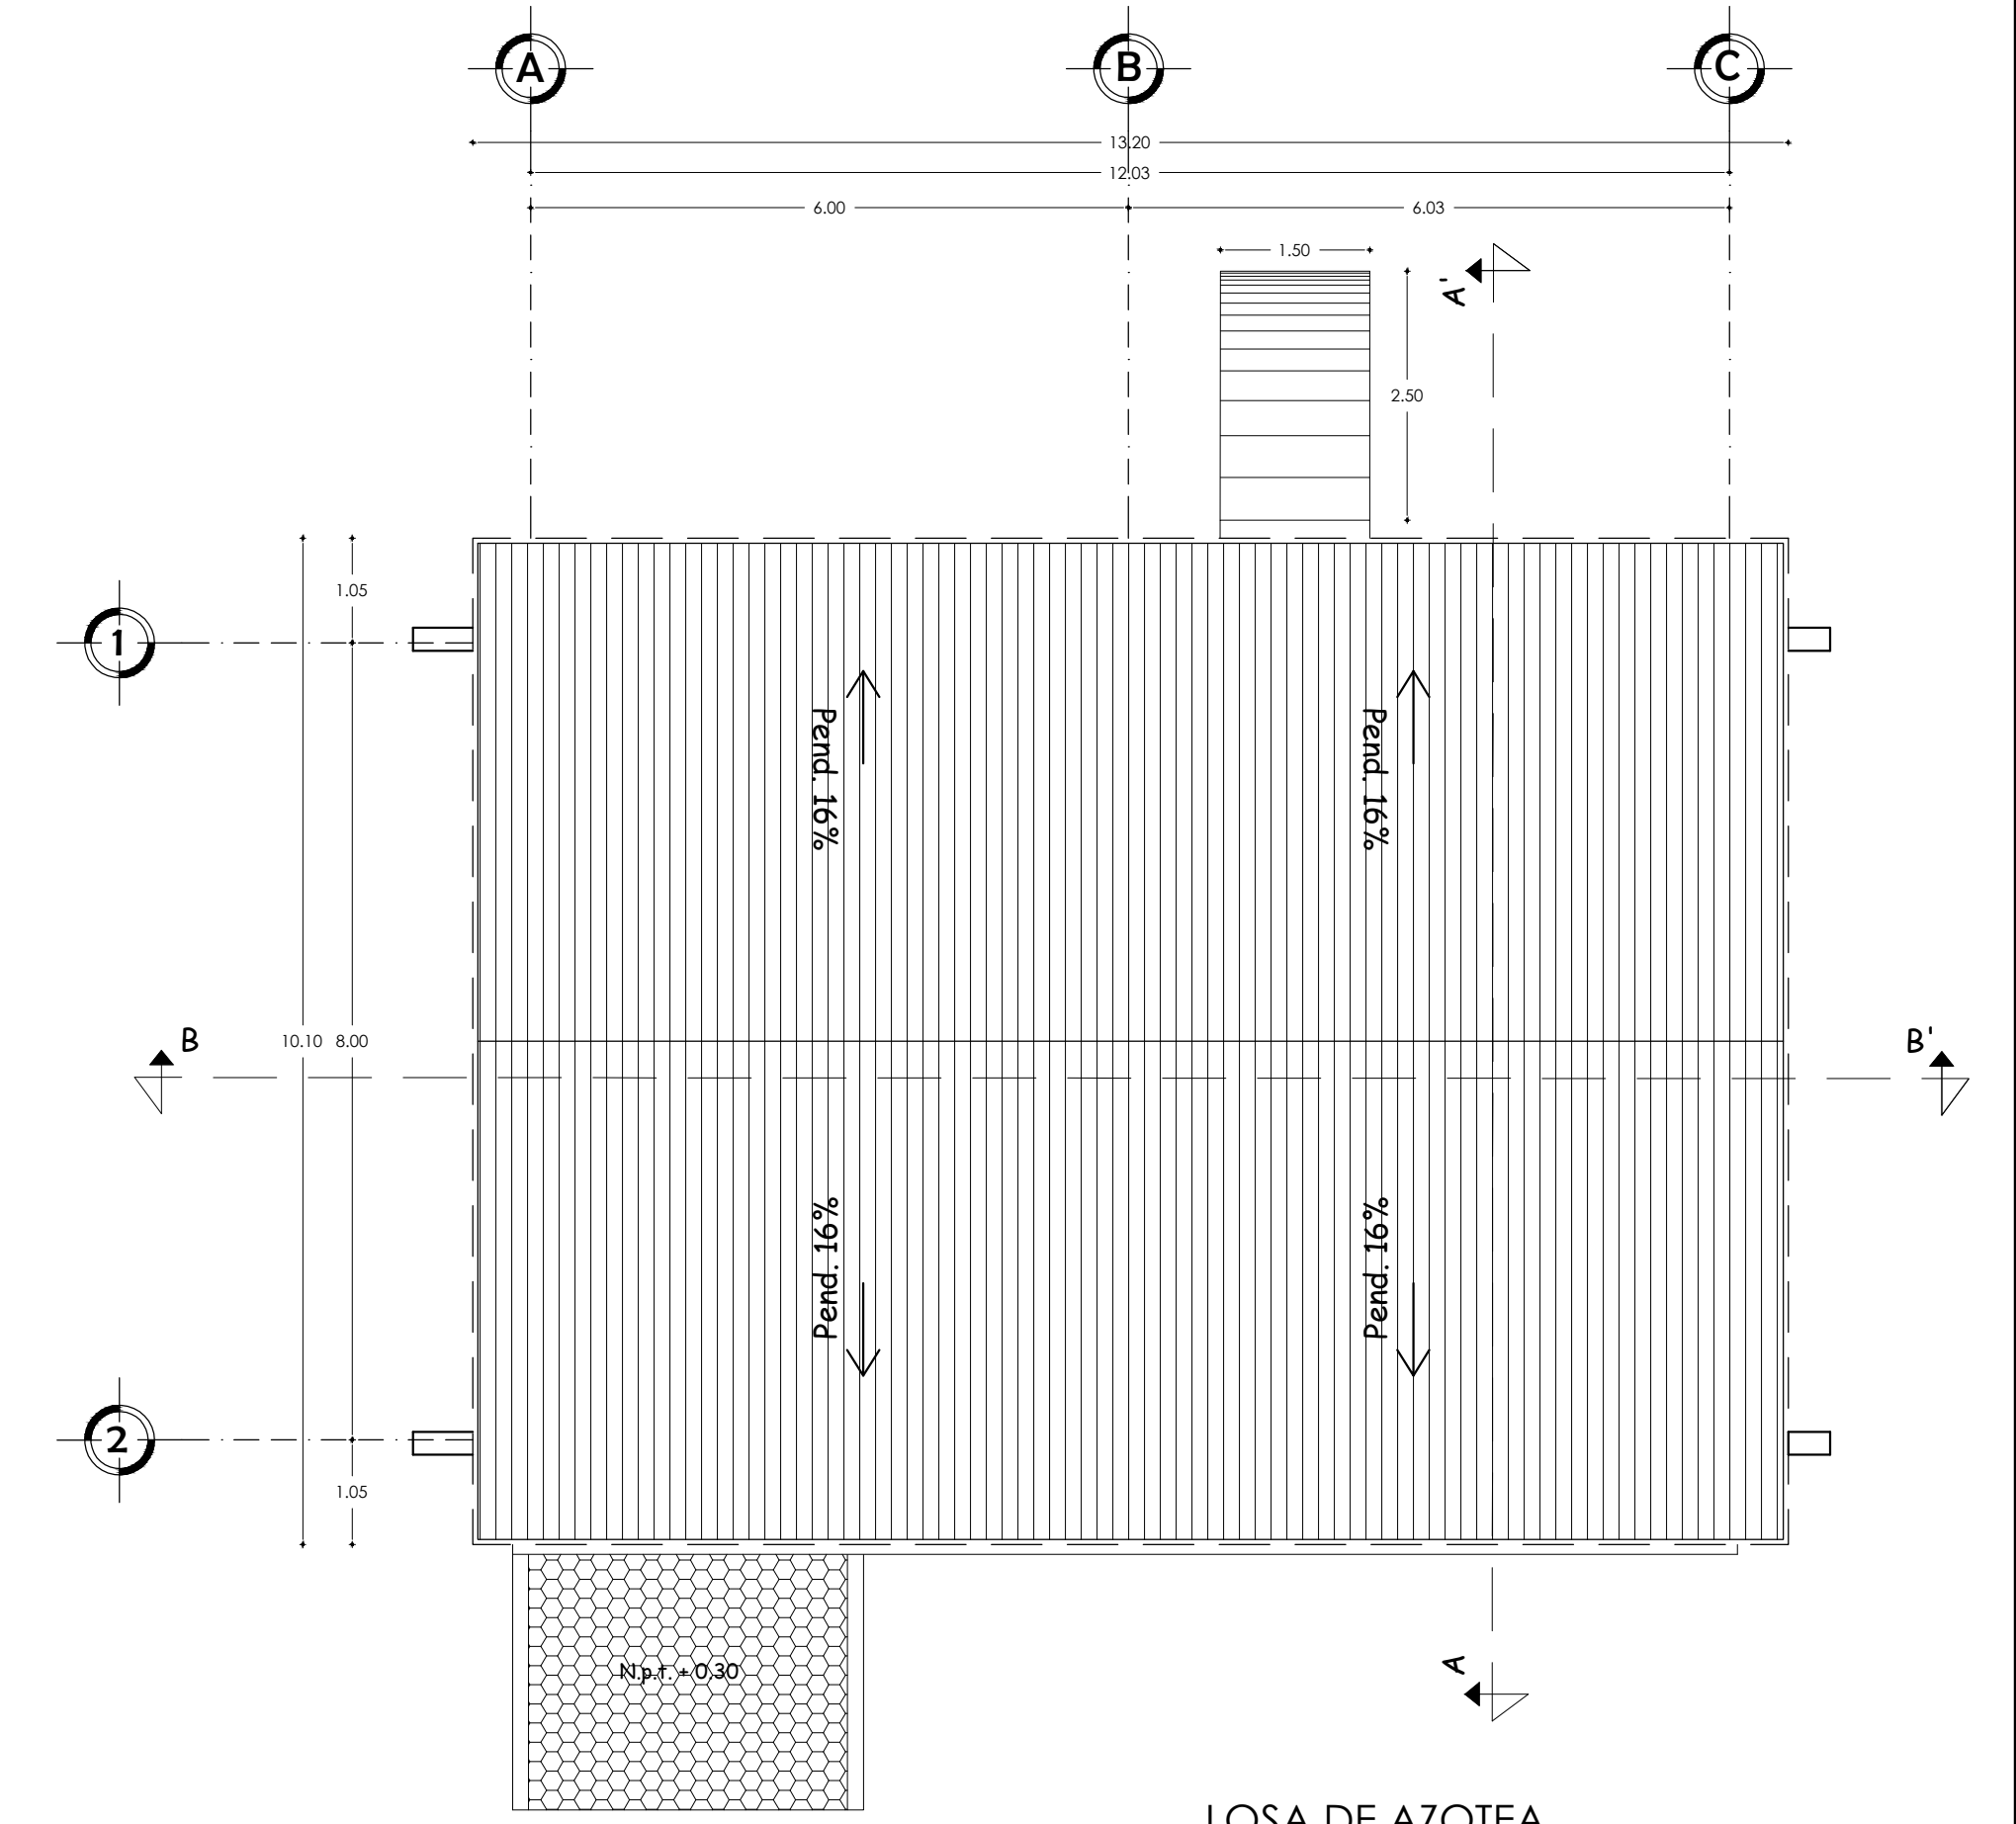 A B C
13.20
12.03
6.00 6.03
1.50
A'
2.50
1.05
1
Pend. 16% Pend. 16%
B 10.10 8.00 B'
Pend. 16% Pend. 16%
2
1.05
A
N.p.t. + 0.30
LOSA DE AZOTEA